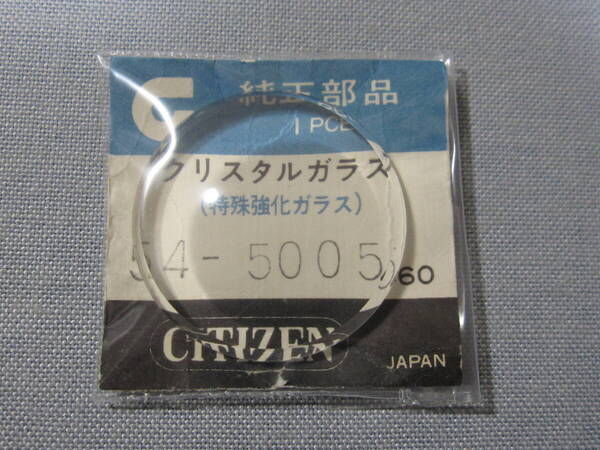 C 純正部品
1 PCE
クリスタルガラス
(特殊強化ガラス)
54-5005
CITIZEN
JAPAN